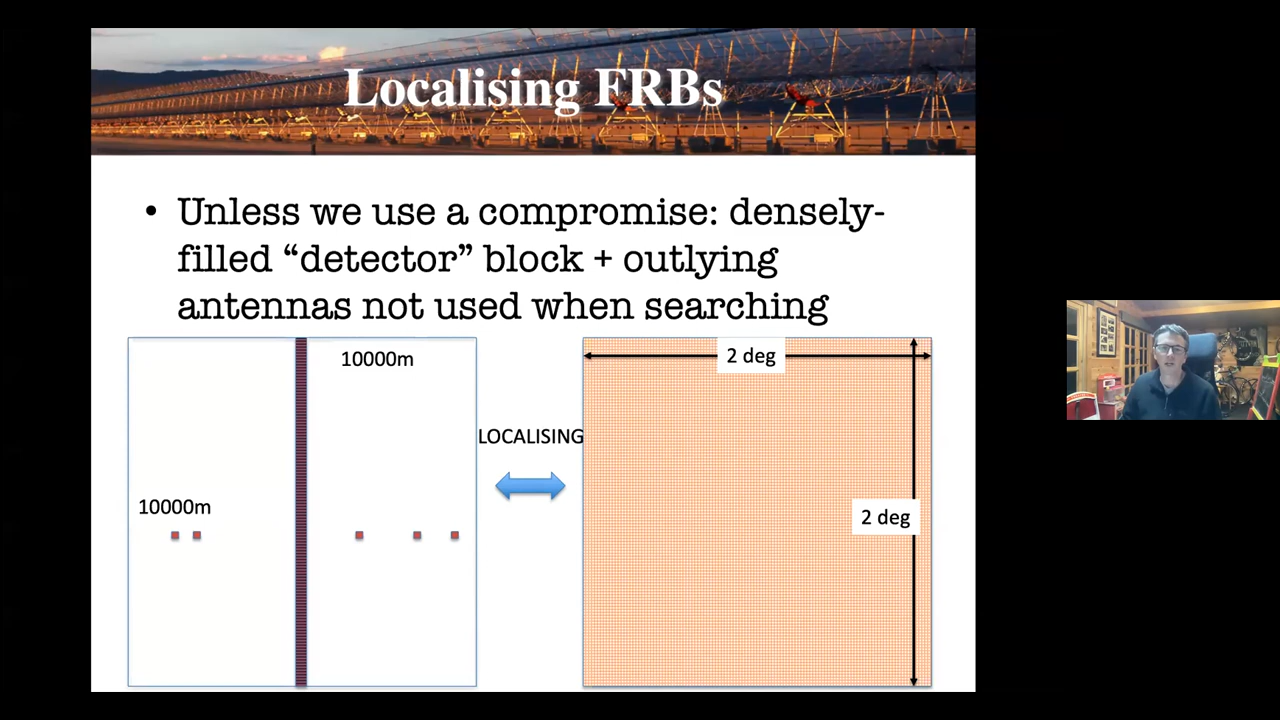 Localising FRBs
• Unless we use a compromise: densely-
filled “detector” block + outlying
antennas not used when searching
10000m
10000m
LOCALISING
2 deg
2 deg